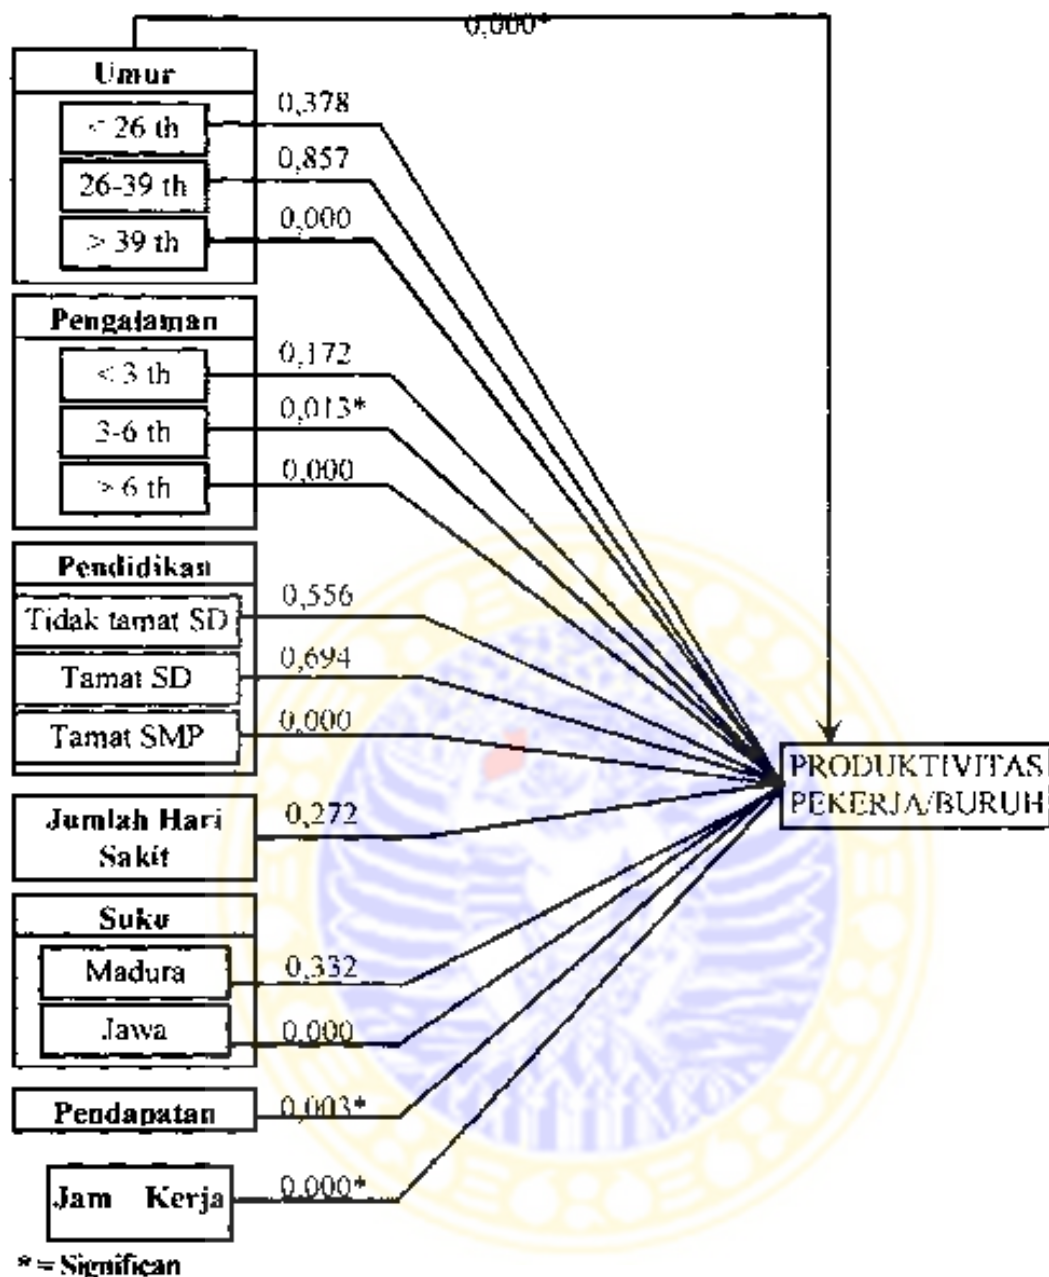 0,000*
Umur
< 26 th 0,378
26-39 th 0,857
> 39 th 0,000
Pengalaman
< 3 th 0,172
3-6 th 0,013*
> 6 th 0,000
Pendidikan
Tidak tamat SD 0,556
Tamat SD 0,694
Tamat SMP 0,000
PRODUKTIVITAS
PEKERJA/BURUH
Jumlah Hari
Sakit
0,272
Suku
Madura 0,332
Jawa 0,000
Pendapatan 0,003*
Jam Kerja 0,000*
* = Signifikan